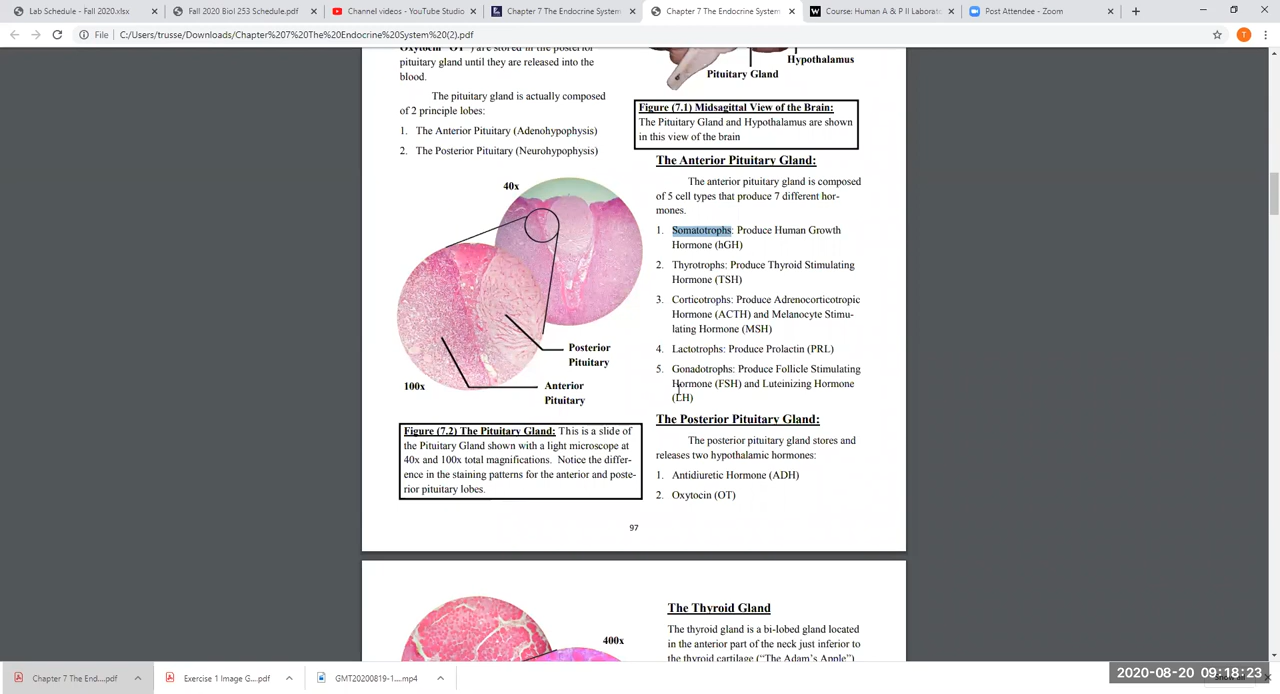 Lab Schedule - Fall 2020.xlsx
Fall 2020 Biol 253 Schedule.pdf
Channel videos - YouTube Studio
Chapter 7 The Endocrine System
Chapter 7 The Endocrine System
Course: Human A & P II Laborat
Post Attendee - Zoom
File
C:/Users/trusse/Downloads/Chapter%207%20The%20Endocrine%20System%20(2).pdf
T
Oxytocin "OT") are stored in the posterior
pituitary gland until they are released into the
blood.
The pituitary gland is actually composed
of 2 principle lobes:
1. The Anterior Pituitary (Adenohypophysis)
2. The Posterior Pituitary (Neurohypophysis)
40x
Posterior
Pituitary
100x
Anterior
Pituitary
Figure (7.2) The Pituitary Gland: This is a slide of
the Pituitary Gland shown with a light microscope at
40x and 100x total magnifications. Notice the differ-
ence in the staining patterns for the anterior and poste-
rior pituitary lobes.
Hypothalamus
Pituitary Gland
Figure (7.1) Midsagittal View of the Brain:
The Pituitary Gland and Hypothalamus are shown
in this view of the brain
The Anterior Pituitary Gland:
The anterior pituitary gland is composed
of 5 cell types that produce 7 different hor-
mones.
1. Somatotrophs: Produce Human Growth
Hormone (hGH)
2. Thyrotrophs: Produce Thyroid Stimulating
Hormone (TSH)
3. Corticotrophs: Produce Adrenocorticotropic
Hormone (ACTH) and Melanocyte Stimu-
lating Hormone (MSH)
4. Lactotrophs: Produce Prolactin (PRL)
5. Gonadotrophs: Produce Follicle Stimulating
Hormone (FSH) and Luteinizing Hormone
(LH)
The Posterior Pituitary Gland:
The posterior pituitary gland stores and
releases two hypothalamic hormones:
1. Antidiuretic Hormone (ADH)
2. Oxytocin (OT)
97
400x
The Thyroid Gland
The thyroid gland is a bi-lobed gland located
in the anterior part of the neck just inferior to
the thyroid cartilage ("The Adam's Apple")
Chapter 7 The End....pdf
Exercise 1 Image G....pdf
GMT20200819-1....mp4
2020-08-20 09:18:23